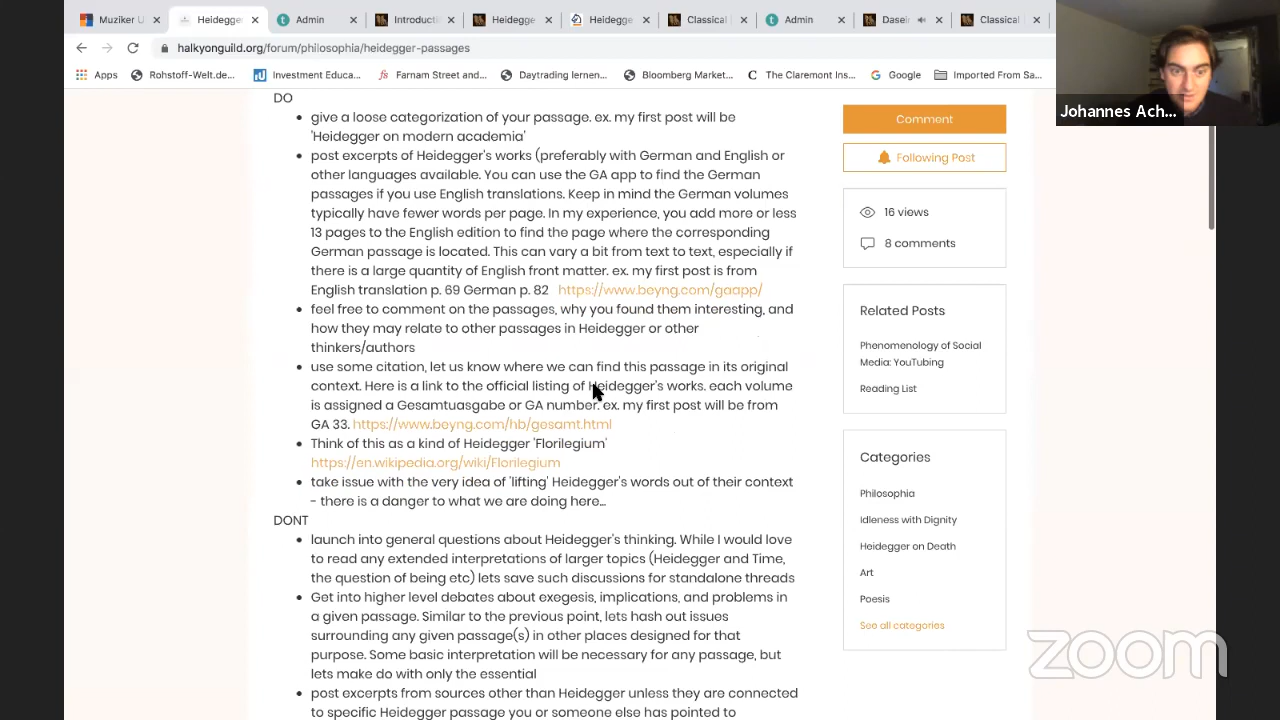 Muziker U
Heidegger
Admin
Introducti
Heidegge
Heidegge
Classical
Admin
Dasei
Classical
halkyonguild.org/forum/philosophia/heidegger-passages
Apps
Rohstoff-Welt.de...
Investment Educa...
Farnam Street and...
Daytrading lernen...
Bloomberg Market...
The Claremont Ins...
Google
Imported From Sa...
Johannes Ach...
DO
give a loose categorization of your passage. ex. my first post will be
'Heidegger on modern academia'
post excerpts of Heidegger's works (preferably with German and English or
other languages available. You can use the GA app to find the German
passages if you use English translations. Keep in mind the German volumes
typically have fewer words per page. In my experience, you add more or less
13 pages to the English edition to find the page where the corresponding
German passage is located. This can vary a bit from text to text, especially if
there is a large quantity of English front matter. ex. my first post is from
English translation p. 69 German p. 82 https://www.beyng.com/gaapp/
feel free to comment on the passages, why you found them interesting, and
how they may relate to other passages in Heidegger or other
thinkers/authors
use some citation, let us know where we can find this passage in its original
context. Here is a link to the official listing of Heidegger's works. each volume
is assigned a Gesamtuasgabe or GA number. ex. my first post will be from
GA 33. https://www.beyng.com/hb/gesamt.html
Think of this as a kind of Heidegger 'Florilegium'
https://en.wikipedia.org/wiki/Florilegium
take issue with the very idea of 'lifting' Heidegger's words out of their context
- there is a danger to what we are doing here...
DONT
launch into general questions about Heidegger's thinking. While I would love
to read any extended interpretations of larger topics (Heidegger and Time,
the question of being etc) lets save such discussions for standalone threads
Get into higher level debates about exegesis, implications, and problems in
a given passage. Similar to the previous point, lets hash out issues
surrounding any given passage(s) in other places designed for that
purpose. Some basic interpretation will be necessary for any passage, but
lets make do with only the essential
post excerpts from sources other than Heidegger unless they are connected
to specific Heidegger passage you or someone else has pointed to
Comment
Following Post
16 views
8 comments
Related Posts
Phenomenology of Social
Media: YouTubing
Reading List
Categories
Philosophia
Idleness with Dignity
Heidegger on Death
Art
Poesis
See all categories
zoom